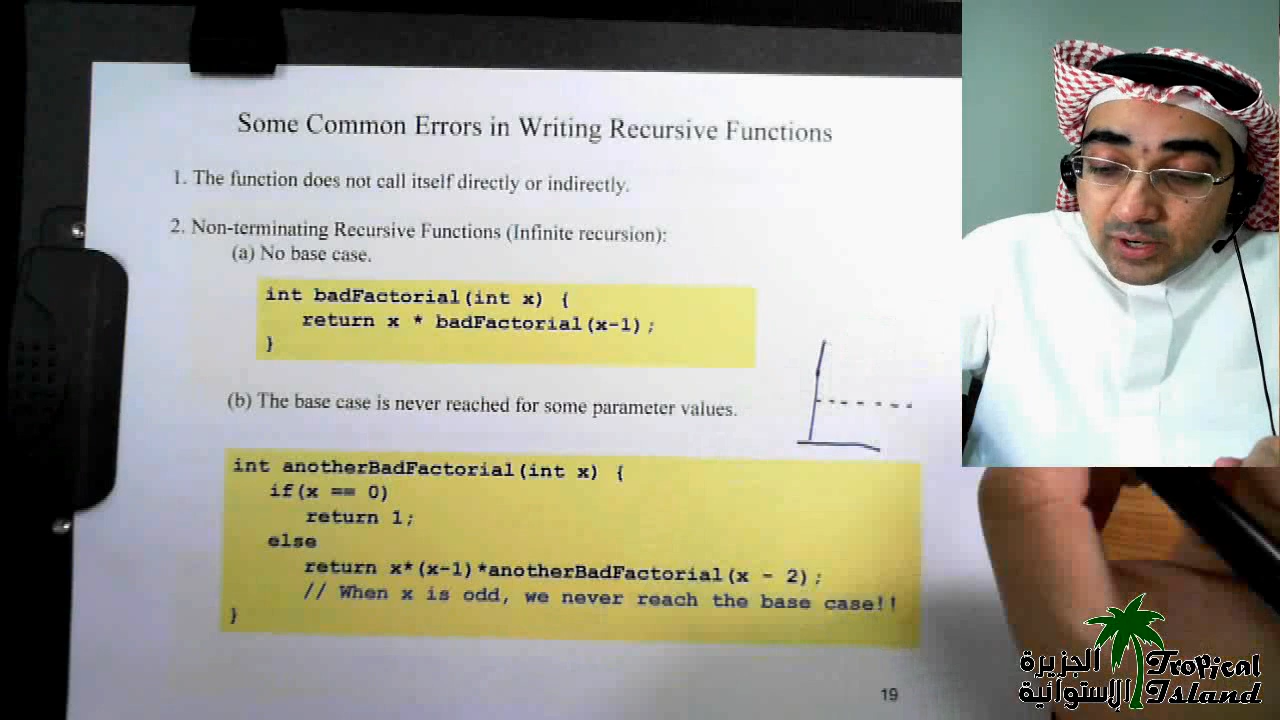 Some Common Errors in Writing Recursive Functions
1. The function does not call itself directly or indirectly.
2. Non-terminating Recursive Functions (Infinite recursion):
(a) No base case.
int badFactorial(int x) {
return x * badFactorial(x-1);
}
(b) The base case is never reached for some parameter values.
int anotherBadFactorial(int x) {
if(x == 0)
return 1;
else
return x*(x-1)*anotherBadFactorial(x - 2);
// When x is odd, we never reach the base case!!
}
19
الجزيرة
الإستوائية
Tropical
Island